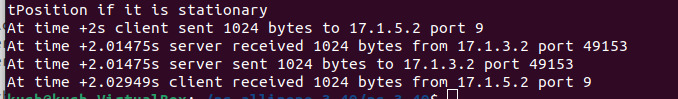 tPosition if it is stationary
At time +2s client sent 1024 bytes to 17.1.5.2 port 9
At time +2.01475s server received 1024 bytes from 17.1.3.2 port 49153
At time +2.01475s server sent 1024 bytes to 17.1.3.2 port 49153
At time +2.02949s client received 1024 bytes from 17.1.5.2 port 9